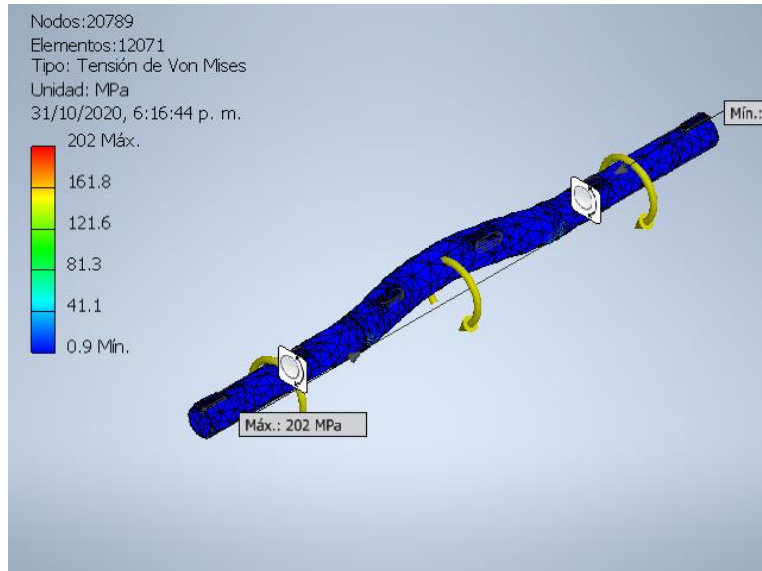 Nodos:20789
Elementos:12071
Tipo: Tensión de Von Mises
Unidad: MPa
31/10/2020, 6:16:44 p. m.
202 Máx.
161.8
121.6
81.3
41.1
0.9 Mín.
Mín.:
Máx.: 202 MPa